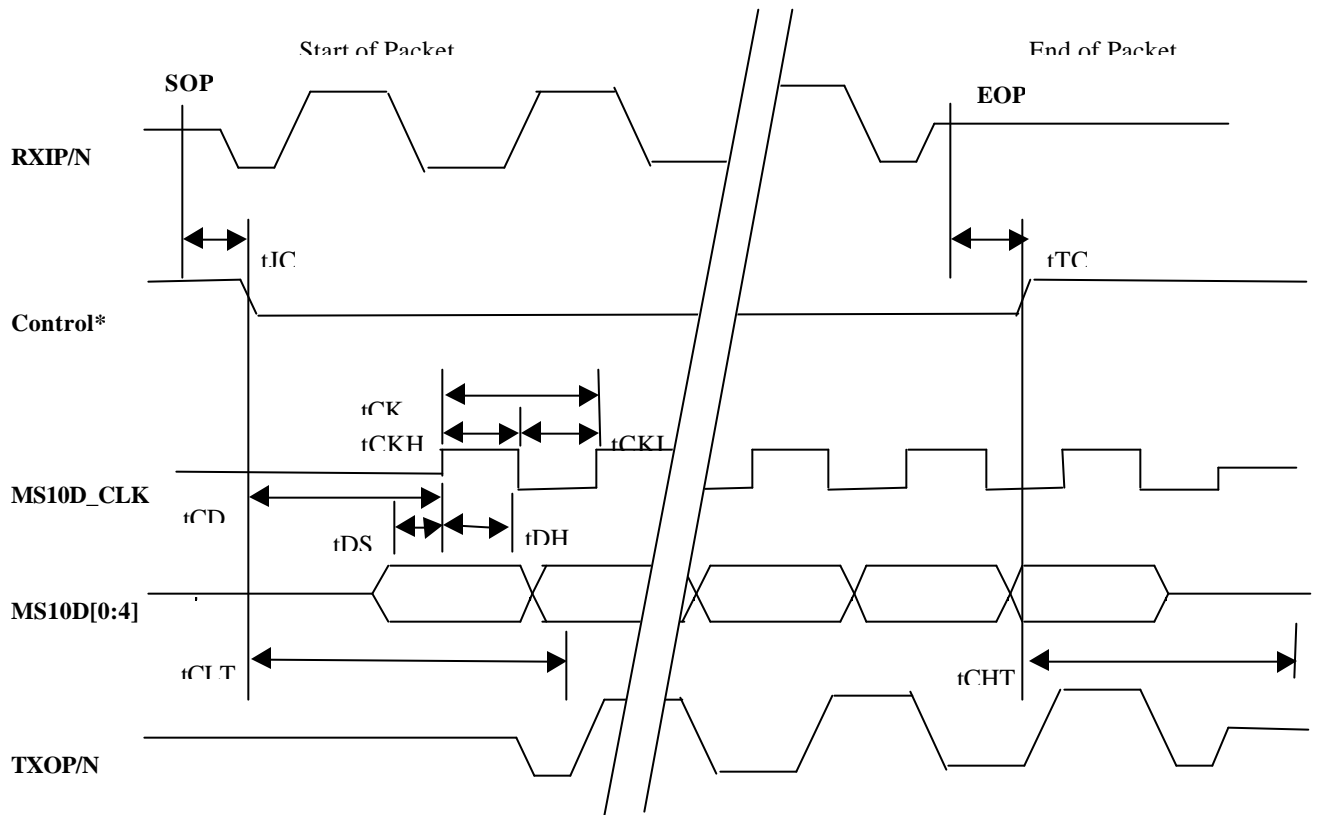 Start of Packet
End of Packet
SOP
EOP
RXIP/N
tJC
tTC
Control*
tCK
tCKH
tCKL
MS10D_CLK
tCD
tDS
tDH
MS10D[0:4]
tCLT
tCHT
TXOP/N